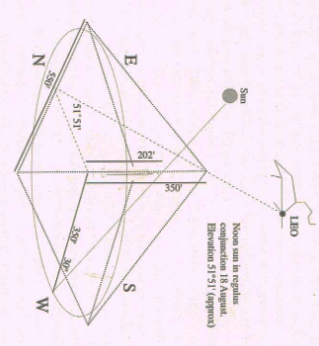 LEO
Sun
Noon sun in regulus
conjunction 18 August.
Elevation 51°51' (approx)
E
N
550'
51°51'
202'
350'
350'
30°
S
W